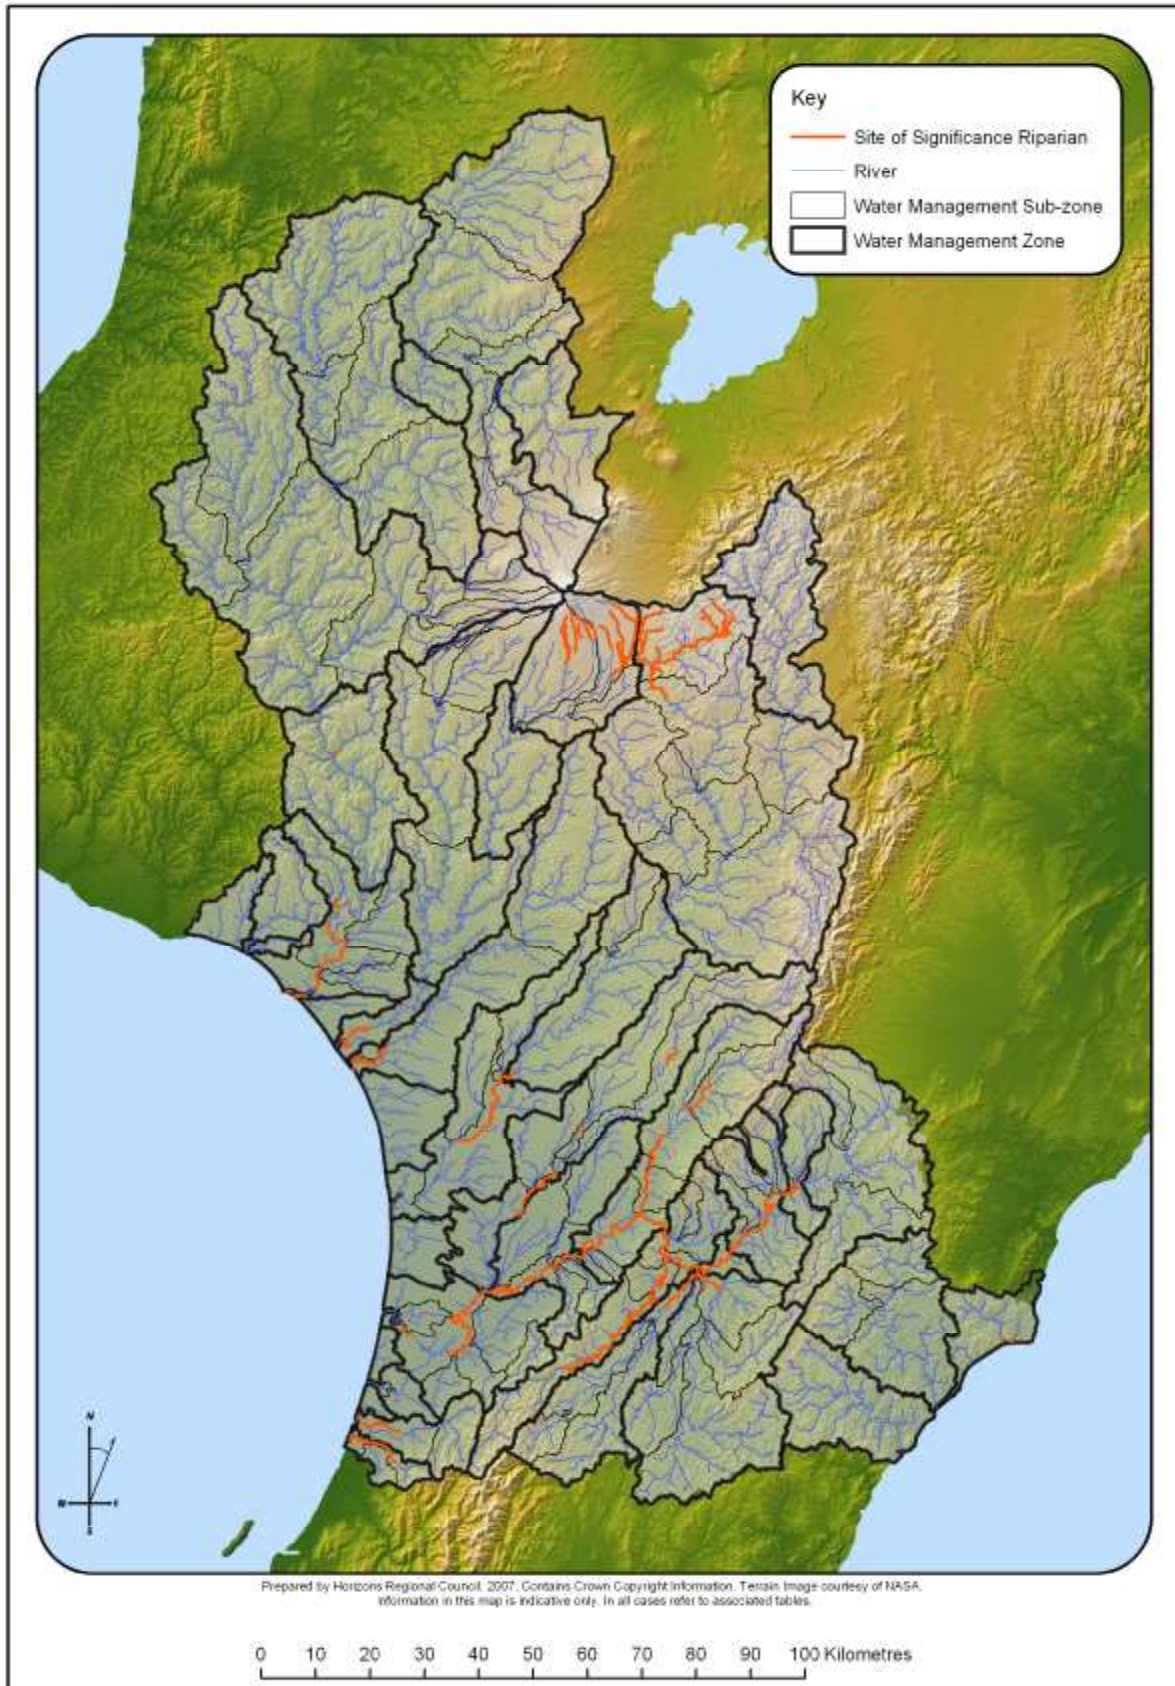 Key
Site of Significance Riparian
River
Water Management Sub-zone
Water Management Zone
N
W E
S
Prepared by Horizons Regional Council, 2007. Contains Crown Copyright Information. Terrain Image courtesy of NASA.
Information in this map is indicative only. In all cases refer to associated tables.
0 10 20 30 40 50 60 70 80 90 100 Kilometres